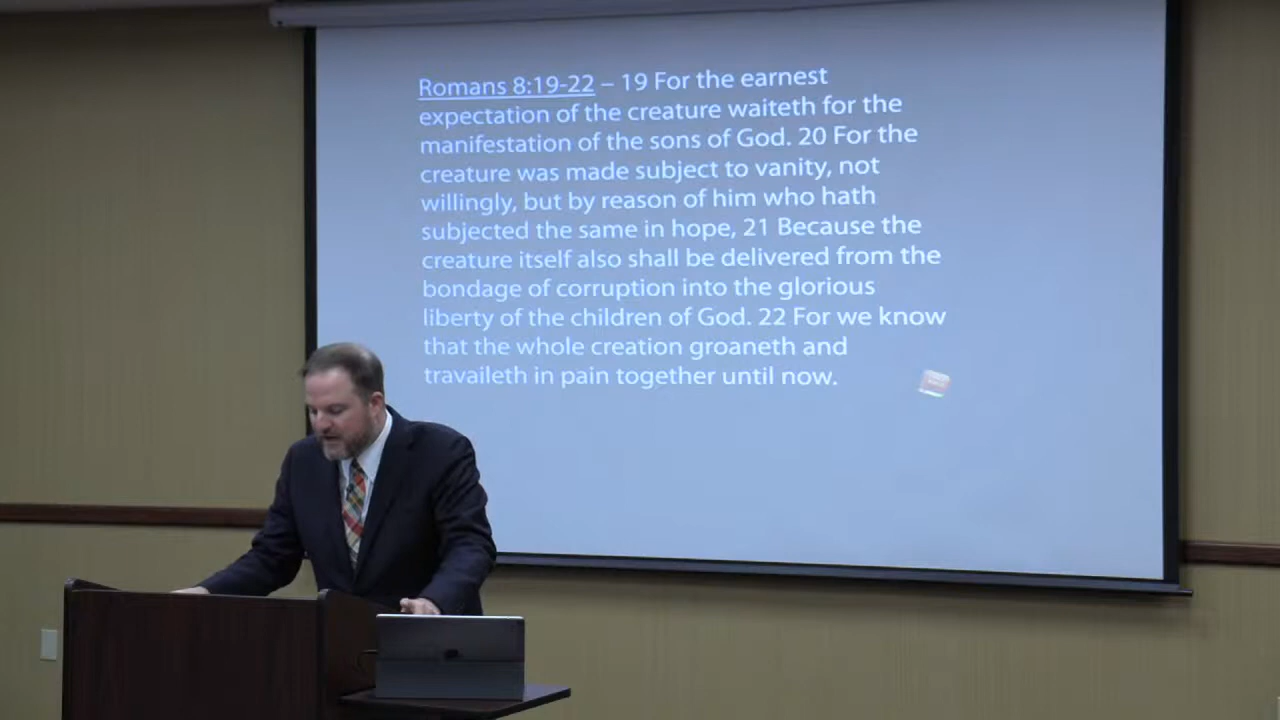 Romans 8:19-22 – 19 For the earnest
expectation of the creature waiteth for the
manifestation of the sons of God. 20 For the
creature was made subject to vanity, not
willingly, but by reason of him who hath
subjected the same in hope, 21 Because the
creature itself also shall be delivered from the
bondage of corruption into the glorious
liberty of the children of God. 22 For we know
that the whole creation groaneth and
travaileth in pain together until now.